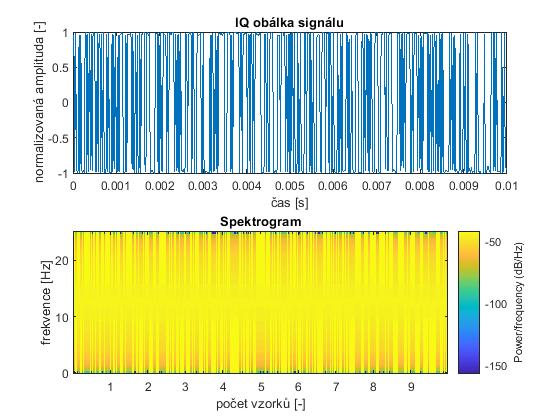 IQ obálka signálu
normalizovaná amplituda [-]
1
0.5
0
-0.5
-1
0 0.001 0.002 0.003 0.004 0.005 0.006 0.007 0.008 0.009 0.01
čas [s]
Spektrogram
frekvence [Hz]
20
10
0
1 2 3 4 5 6 7 8 9
počet vzorků [-]
-50
-100
-150
Power/frequency (dB/Hz)